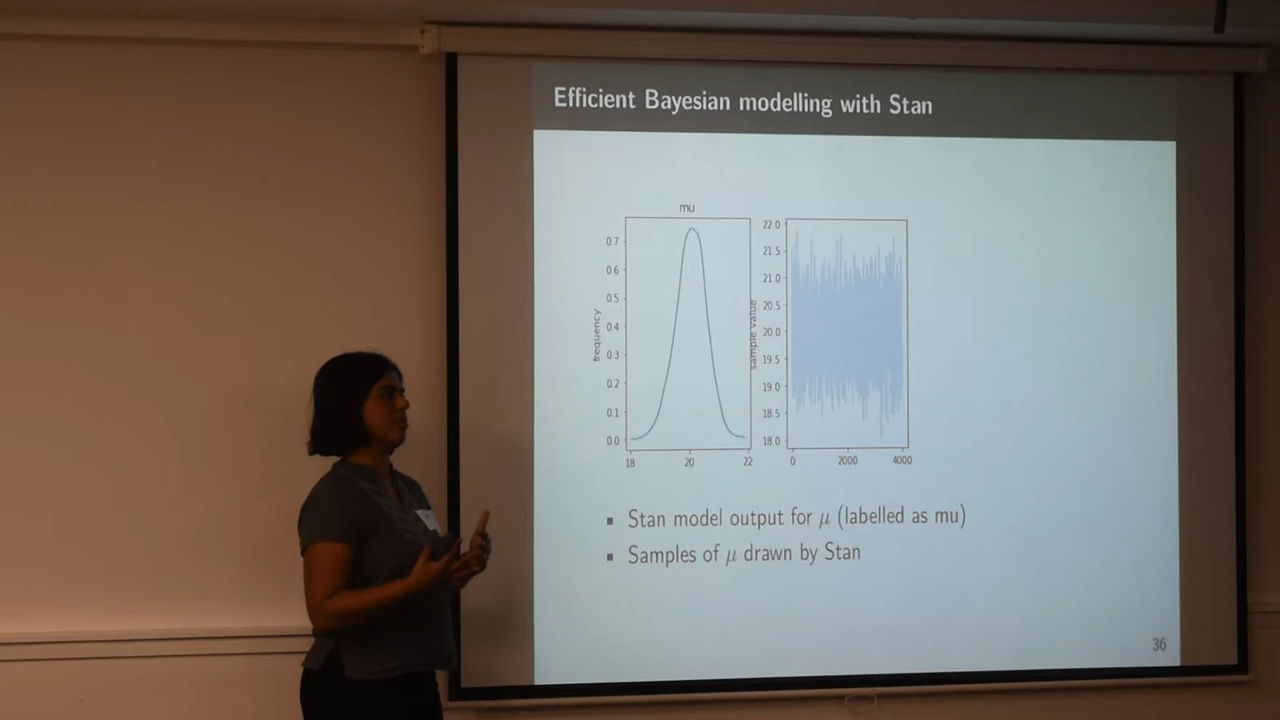 Efficient Bayesian modelling with Stan
mu
frequency
0.7
0.6
0.5
0.4
0.3
0.2
0.1
0.0
18 20 22
sample value
22.0
21.5
21.0
20.5
20.0
19.5
19.0
18.5
18.0
0 2000 4000
▪ Stan model output for μ (labelled as mu)
▪ Samples of μ drawn by Stan
36